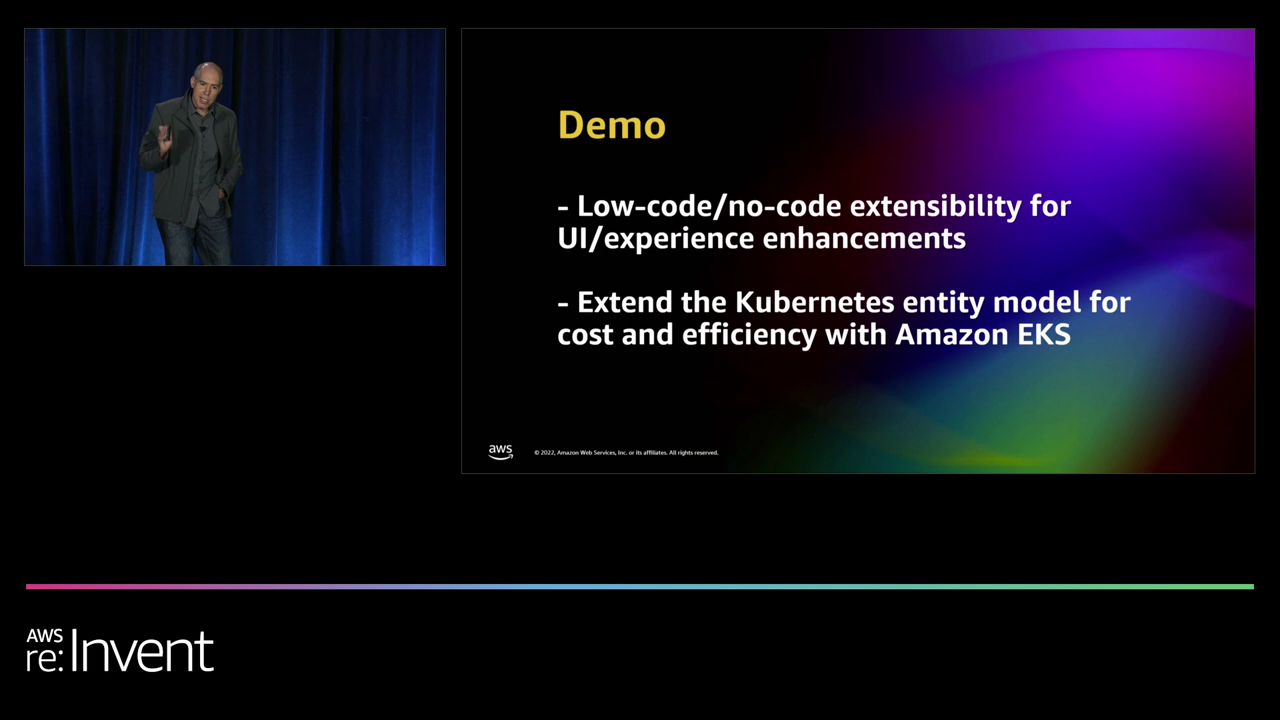 Demo
- Low-code/no-code extensibility for
UI/experience enhancements
- Extend the Kubernetes entity model for
cost and efficiency with Amazon EKS
aws
© 2022, Amazon Web Services, Inc. or its affiliates. All rights reserved.
AWS
re:Invent